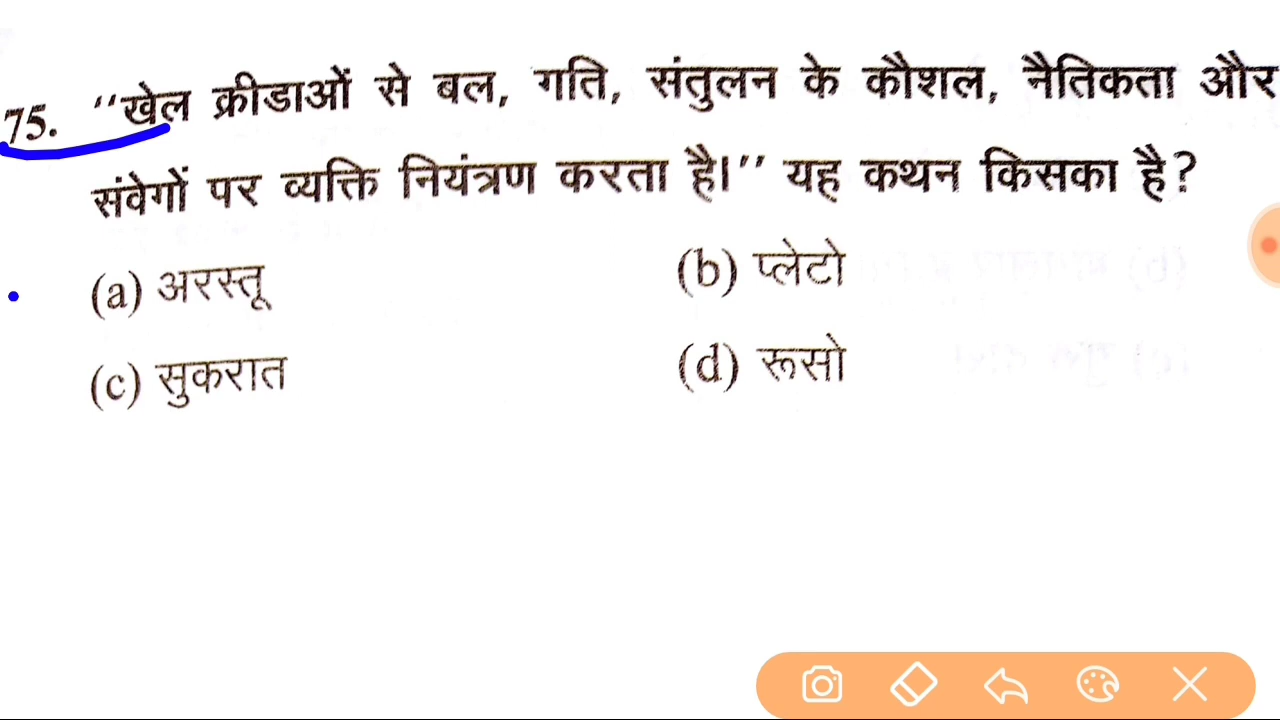 75. ‘‘खेल क्रीडाओं से बल, गति, संतुलन के कौशल, नैतिकता और
संवेगों पर व्यक्ति नियंत्रण करता है।’’ यह कथन किसका है?
(a) अरस्तू
(b) प्लेटो
(c) सुकरात
(d) रूसो